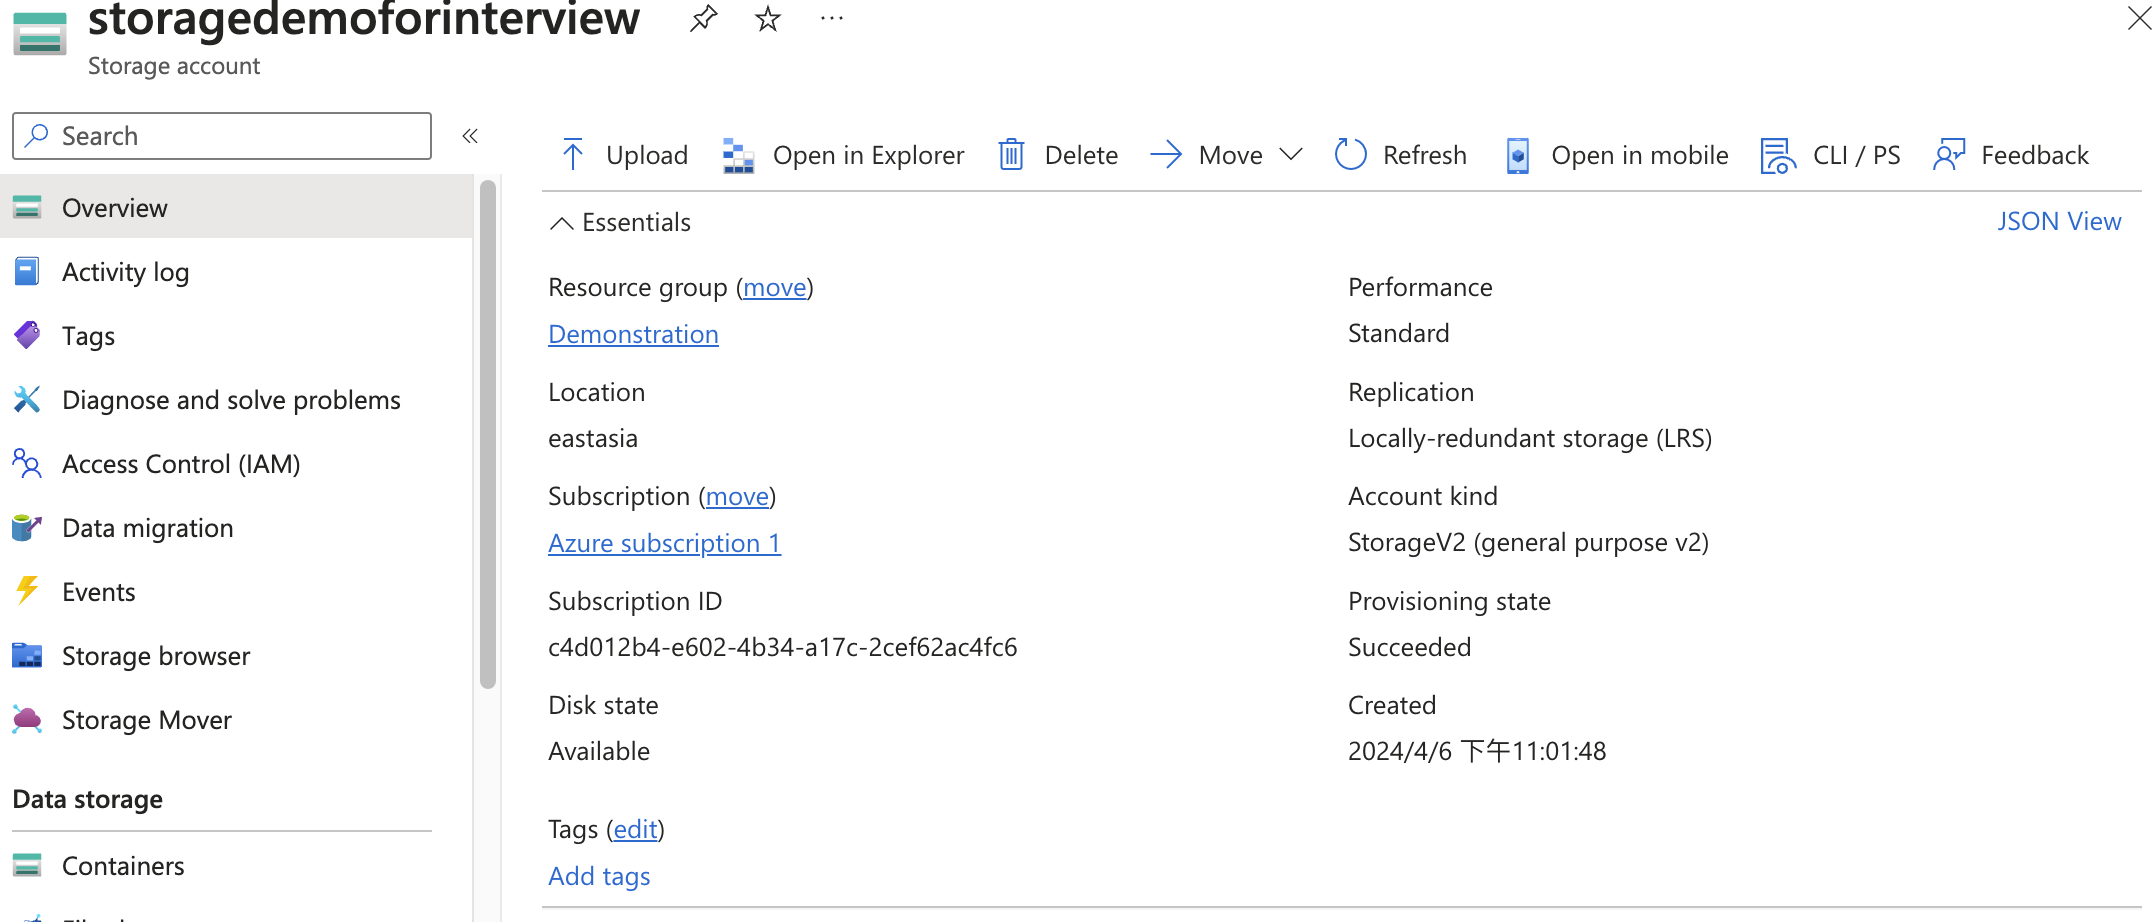 storagedemoforinterview
Storage account
Search
Overview
Activity log
Tags
Diagnose and solve problems
Access Control (IAM)
Data migration
Events
Storage browser
Storage Mover
Data storage
Containers
Upload
Open in Explorer
Delete
Move
Refresh
Open in mobile
CLI / PS
Feedback
Essentials
JSON View
Resource group (move)
Demonstration
Location
eastasia
Subscription (move)
Azure subscription 1
Subscription ID
c4d012b4-e602-4b34-a17c-2cef62ac4fc6
Disk state
Available
Performance
Standard
Replication
Locally-redundant storage (LRS)
Account kind
StorageV2 (general purpose v2)
Provisioning state
Succeeded
Created
2024/4/6 下午11:01:48
Tags (edit)
Add tags